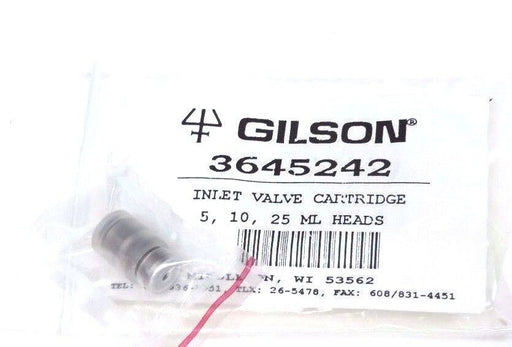 GILSON®
3645242
INLET VALVE CARTRIDGE
5, 10, 25 ML HEADS
WI 53562
TLX: 26-5478, FAX: 608/831-4451